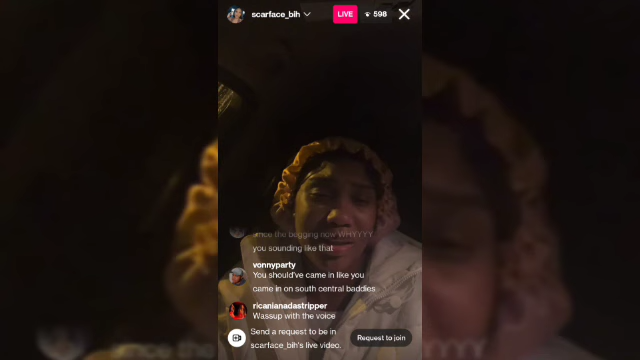 scarface_bih
LIVE
598
since the begging now WHYYYY
you sounding like that
vonnyparty
You should've came in like you
came in on south central baddies
ricanianadastripper
Wassup with the voice
Send a request to be in
scarface_bih's live video.
Request to join